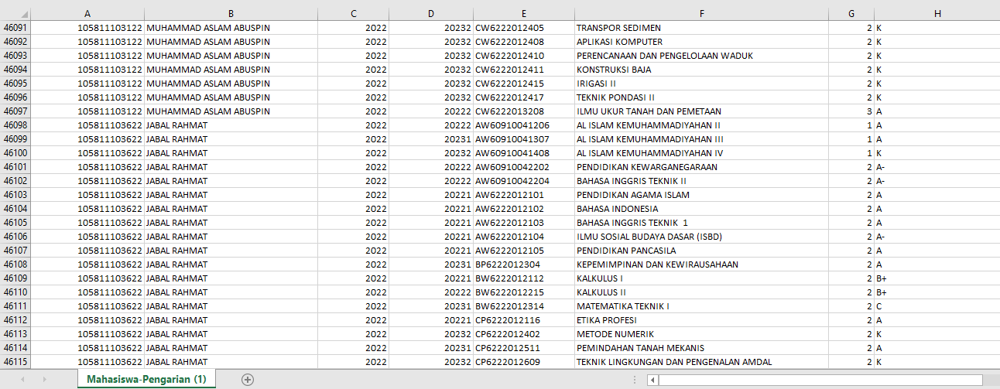 A B C D E F G H
46091 105811103122 MUHAMMAD ASLAM ABUSPIN 2022 20232 CW6222012405 TRANSPOR SEDIMEN 2 K
46092 105811103122 MUHAMMAD ASLAM ABUSPIN 2022 20232 CW6222012408 APLIKASI KOMPUTER 2 K
46093 105811103122 MUHAMMAD ASLAM ABUSPIN 2022 20232 CW6222012410 PERENCANAAN DAN PENGELOLAAN WADUK 2 K
46094 105811103122 MUHAMMAD ASLAM ABUSPIN 2022 20232 CW6222012411 KONSTRUKSI BAJA 2 K
46095 105811103122 MUHAMMAD ASLAM ABUSPIN 2022 20232 CW6222012415 IRIGASI II 2 K
46096 105811103122 MUHAMMAD ASLAM ABUSPIN 2022 20232 CW6222012417 TEKNIK PONDASI II 2 K
46097 105811103122 MUHAMMAD ASLAM ABUSPIN 2022 20222 CW6222013208 ILMU UKUR TANAH DAN PEMETAAN 3 A
46098 105811103622 JABAL RAHMAT 2022 20222 AW60910041206 AL ISLAM KEMUHAMMADIYAHAN II 1 A
46099 105811103622 JABAL RAHMAT 2022 20231 AW60910041307 AL ISLAM KEMUHAMMADIYAHAN III 1 A
46100 105811103622 JABAL RAHMAT 2022 20232 AW60910041408 AL ISLAM KEMUHAMMADIYAHAN IV 1 K
46101 105811103622 JABAL RAHMAT 2022 20222 AW60910042202 PENDIDIKAN KEWARGANEGARAAN 2 A-
46102 105811103622 JABAL RAHMAT 2022 20222 AW60910042204 BAHASA INGGRIS TEKNIK II 2 A-
46103 105811103622 JABAL RAHMAT 2022 20221 AW6222012101 PENDIDIKAN AGAMA ISLAM 2 A
46104 105811103622 JABAL RAHMAT 2022 20221 AW6222012102 BAHASA INDONESIA 2 A
46105 105811103622 JABAL RAHMAT 2022 20221 AW6222012103 BAHASA INGGRIS TEKNIK  1 2 A
46106 105811103622 JABAL RAHMAT 2022 20221 AW6222012104 ILMU SOSIAL BUDAYA DASAR (ISBD) 2 A-
46107 105811103622 JABAL RAHMAT 2022 20221 AW6222012105 PENDIDIKAN PANCASILA 2 A
46108 105811103622 JABAL RAHMAT 2022 20231 BP6222012304 KEPEMIMPINAN DAN KEWIRAUSAHAAN 2 A
46109 105811103622 JABAL RAHMAT 2022 20221 BW6222012112 KALKULUS I 2 B+
46110 105811103622 JABAL RAHMAT 2022 20222 BW6222012215 KALKULUS II 2 B+
46111 105811103622 JABAL RAHMAT 2022 20231 BW6222012314 MATEMATIKA TEKNIK I 2 C
46112 105811103622 JABAL RAHMAT 2022 20221 CP6222012116 ETIKA PROFESI 2 A
46113 105811103622 JABAL RAHMAT 2022 20232 CP6222012402 METODE NUMERIK 2 K
46114 105811103622 JABAL RAHMAT 2022 20231 CP6222012511 PEMINDAHAN TANAH MEKANIS 2 A
46115 105811103622 JABAL RAHMAT 2022 20232 CP6222012609 TEKNIK LINGKUNGAN DAN PENGENALAN AMDAL 2 K
Mahasiswa-Pengarian (1)